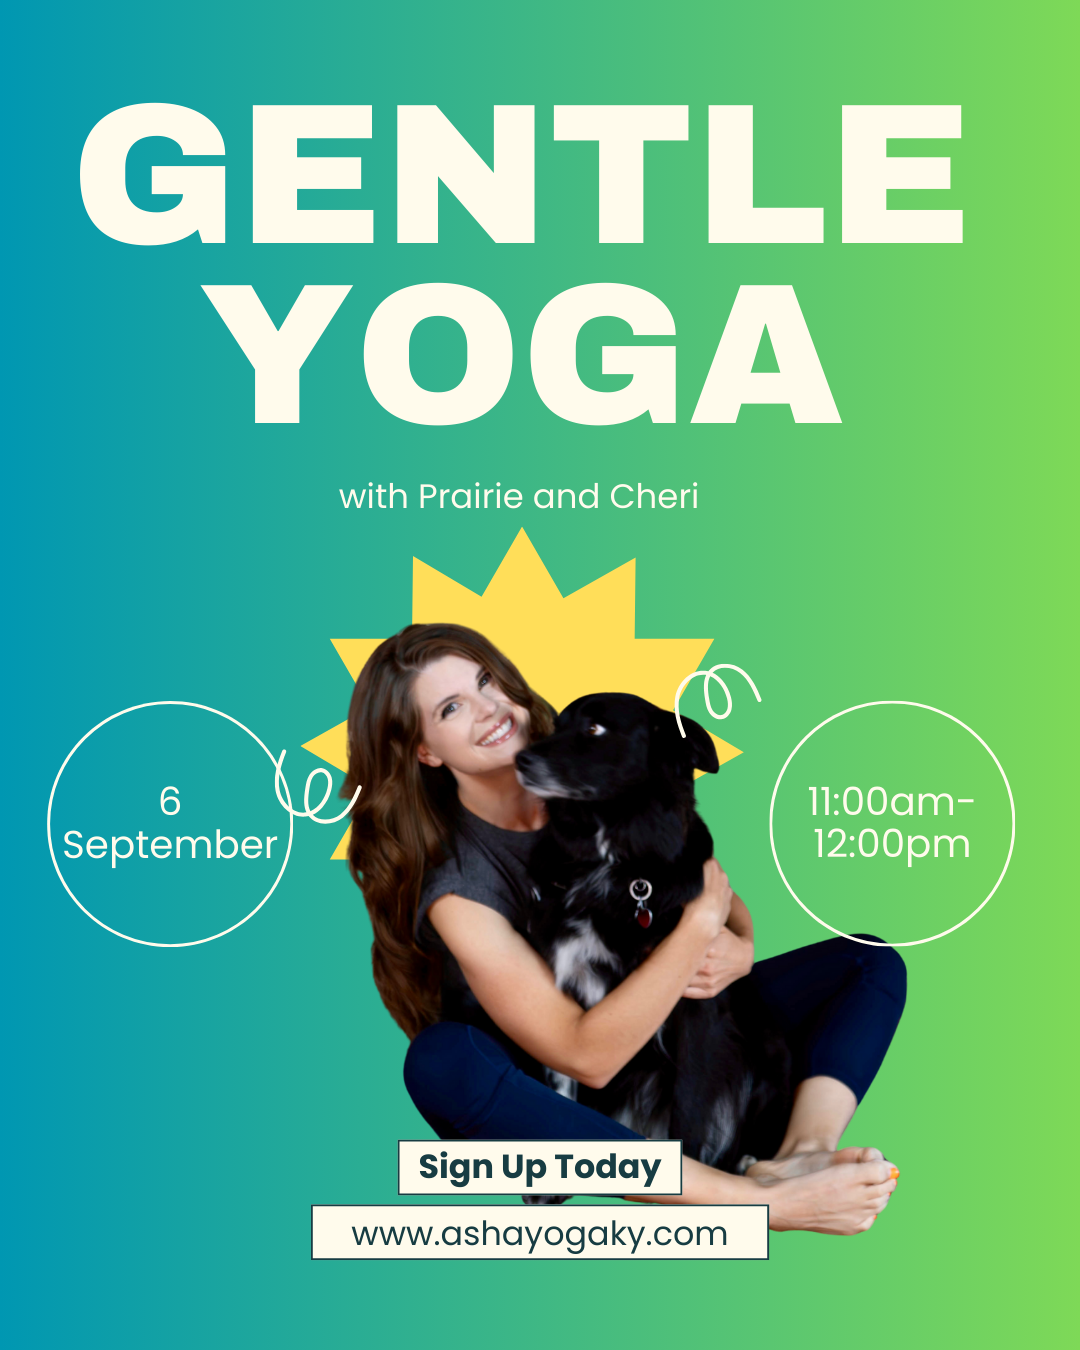 GENTLE
YOGA
with Prairie and Cheri
6
September
11:00am-
12:00pm
Sign Up Today
www.ashayogaky.com